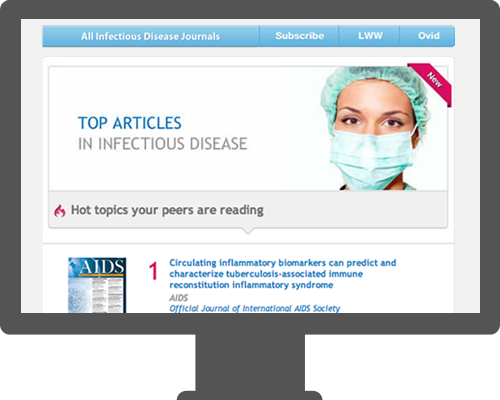 All Infectious Disease Journals Subscribe LWW Ovid
New
TOP ARTICLES
IN INFECTIOUS DISEASE
Hot topics your peers are reading
AIDS
1
Circulating inflammatory biomarkers can predict and
characterize tuberculosis-associated immune
reconstitution inflammatory syndrome
AIDS
Official Journal of International AIDS Society